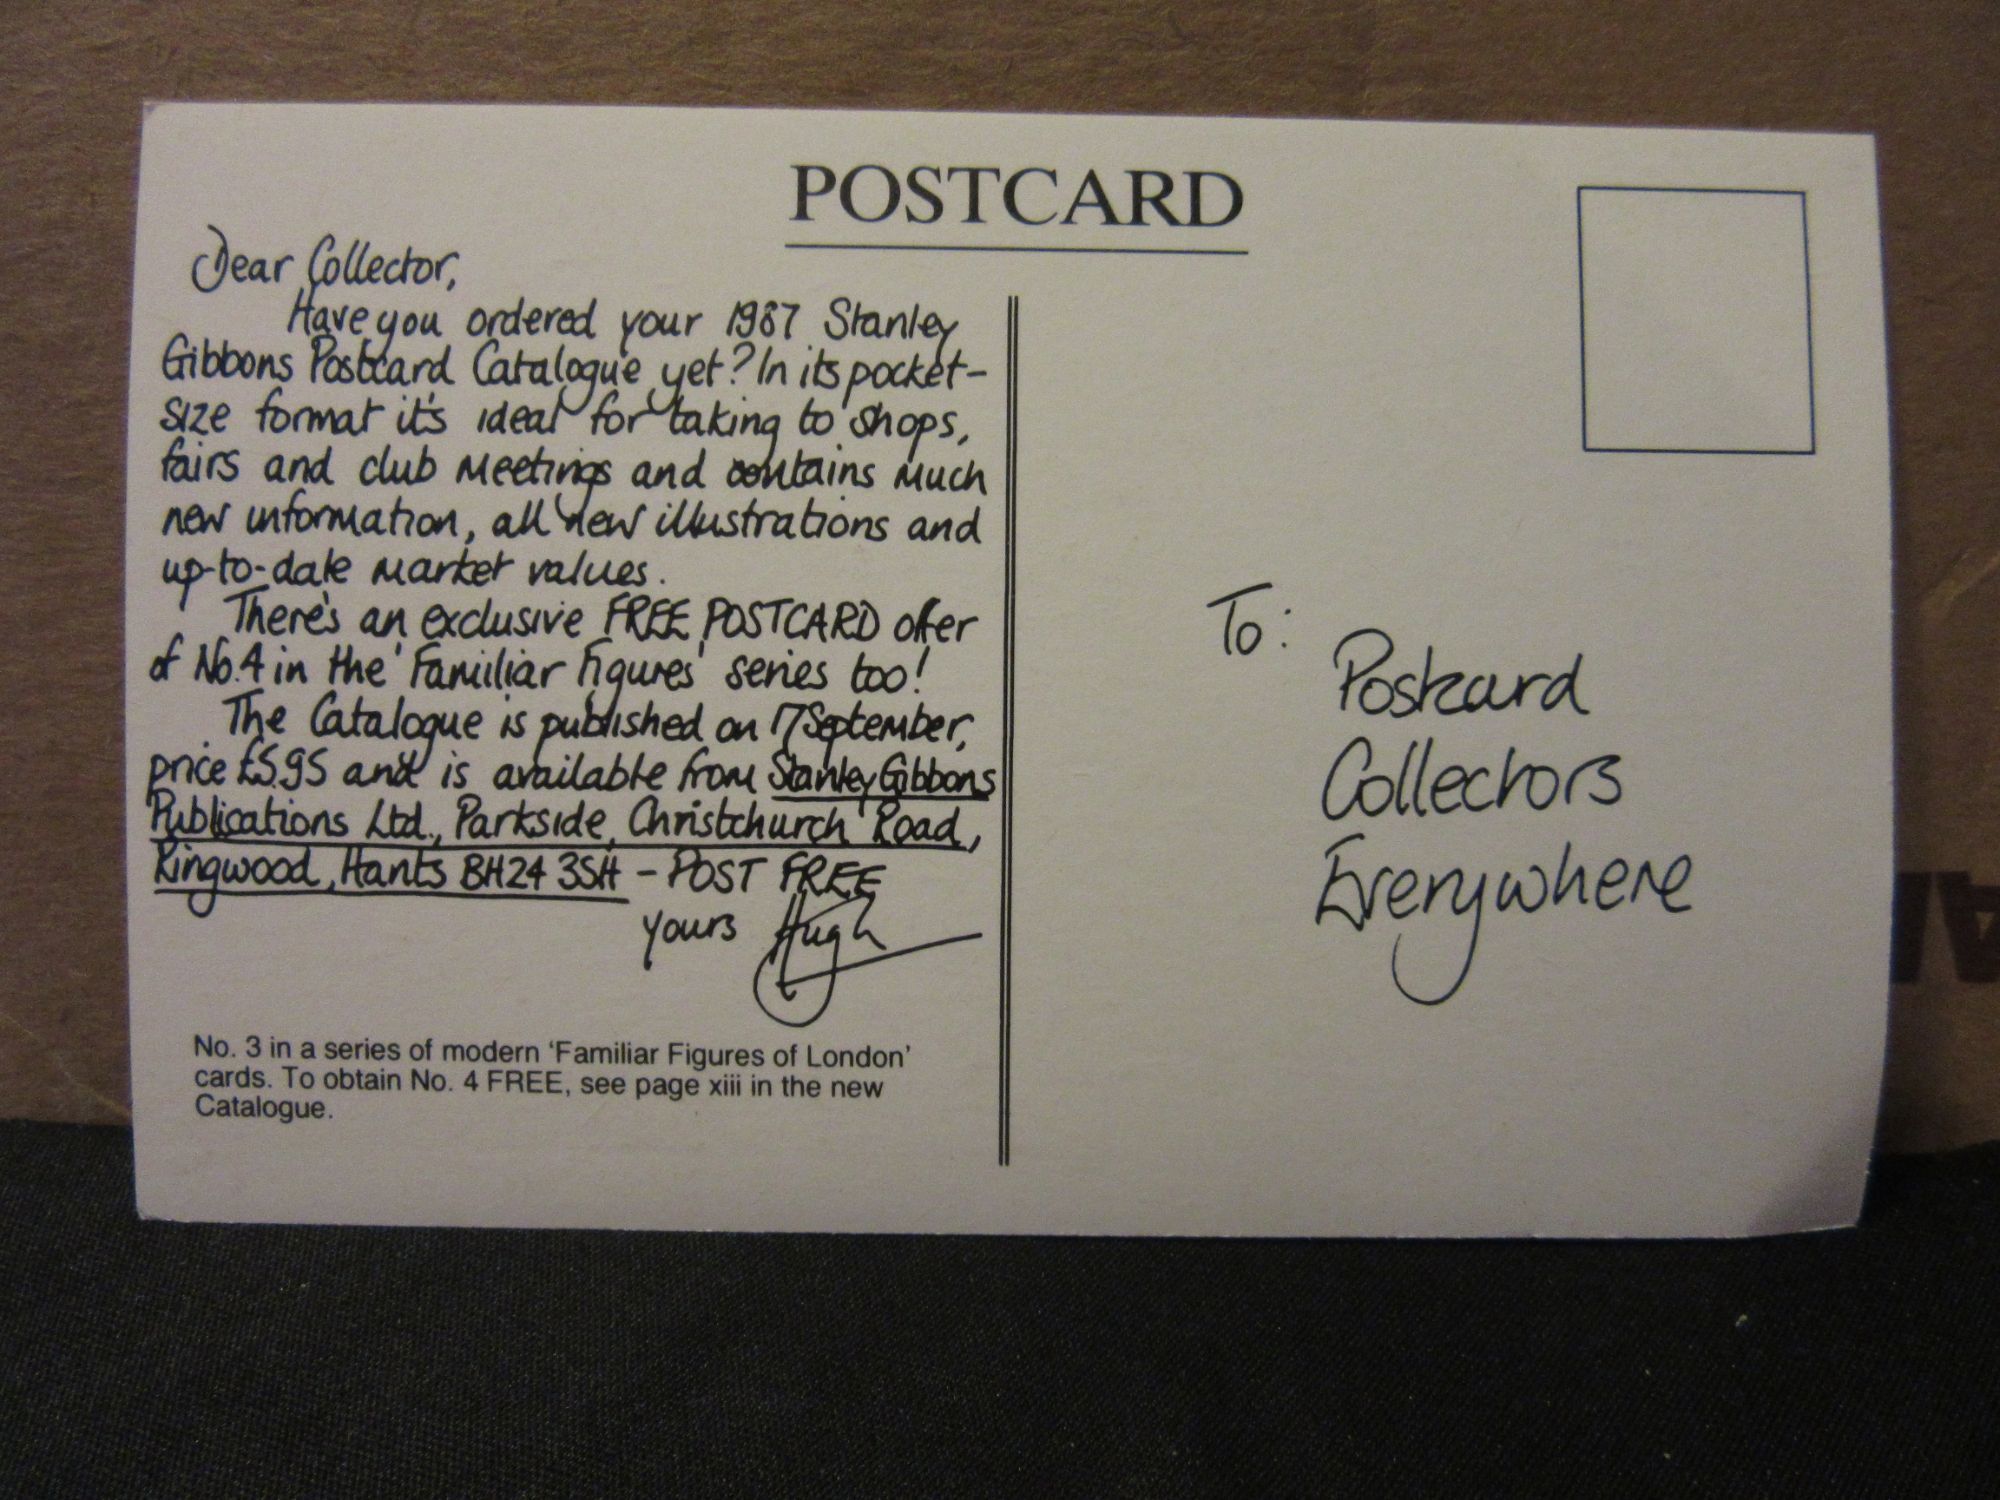 POSTCARD
Dear Collector,
Have you ordered your 1987 Stanley
Gibbons Postcard Catalogue yet? In its pocket-
size format it's ideal for taking to shops,
fairs and club meetings and contains much
new information, all new illustrations and
up-to-date market values.
There's an exclusive FREE POSTCARD offer
of No.4 in the 'Familiar Figures' series too!
The Catalogue is published on 17 September,
price £5.95 and is available from Stanley Gibbons
Publications Ltd., Parkside, Christchurch Road,
Ringwood, Hants BH24 3SH - POST FREE
yours Hugh
No. 3 in a series of modern ‘Familiar Figures of London’
cards. To obtain No. 4 FREE, see page xiii in the new
Catalogue.
To:
Postcard
Collectors
Everywhere